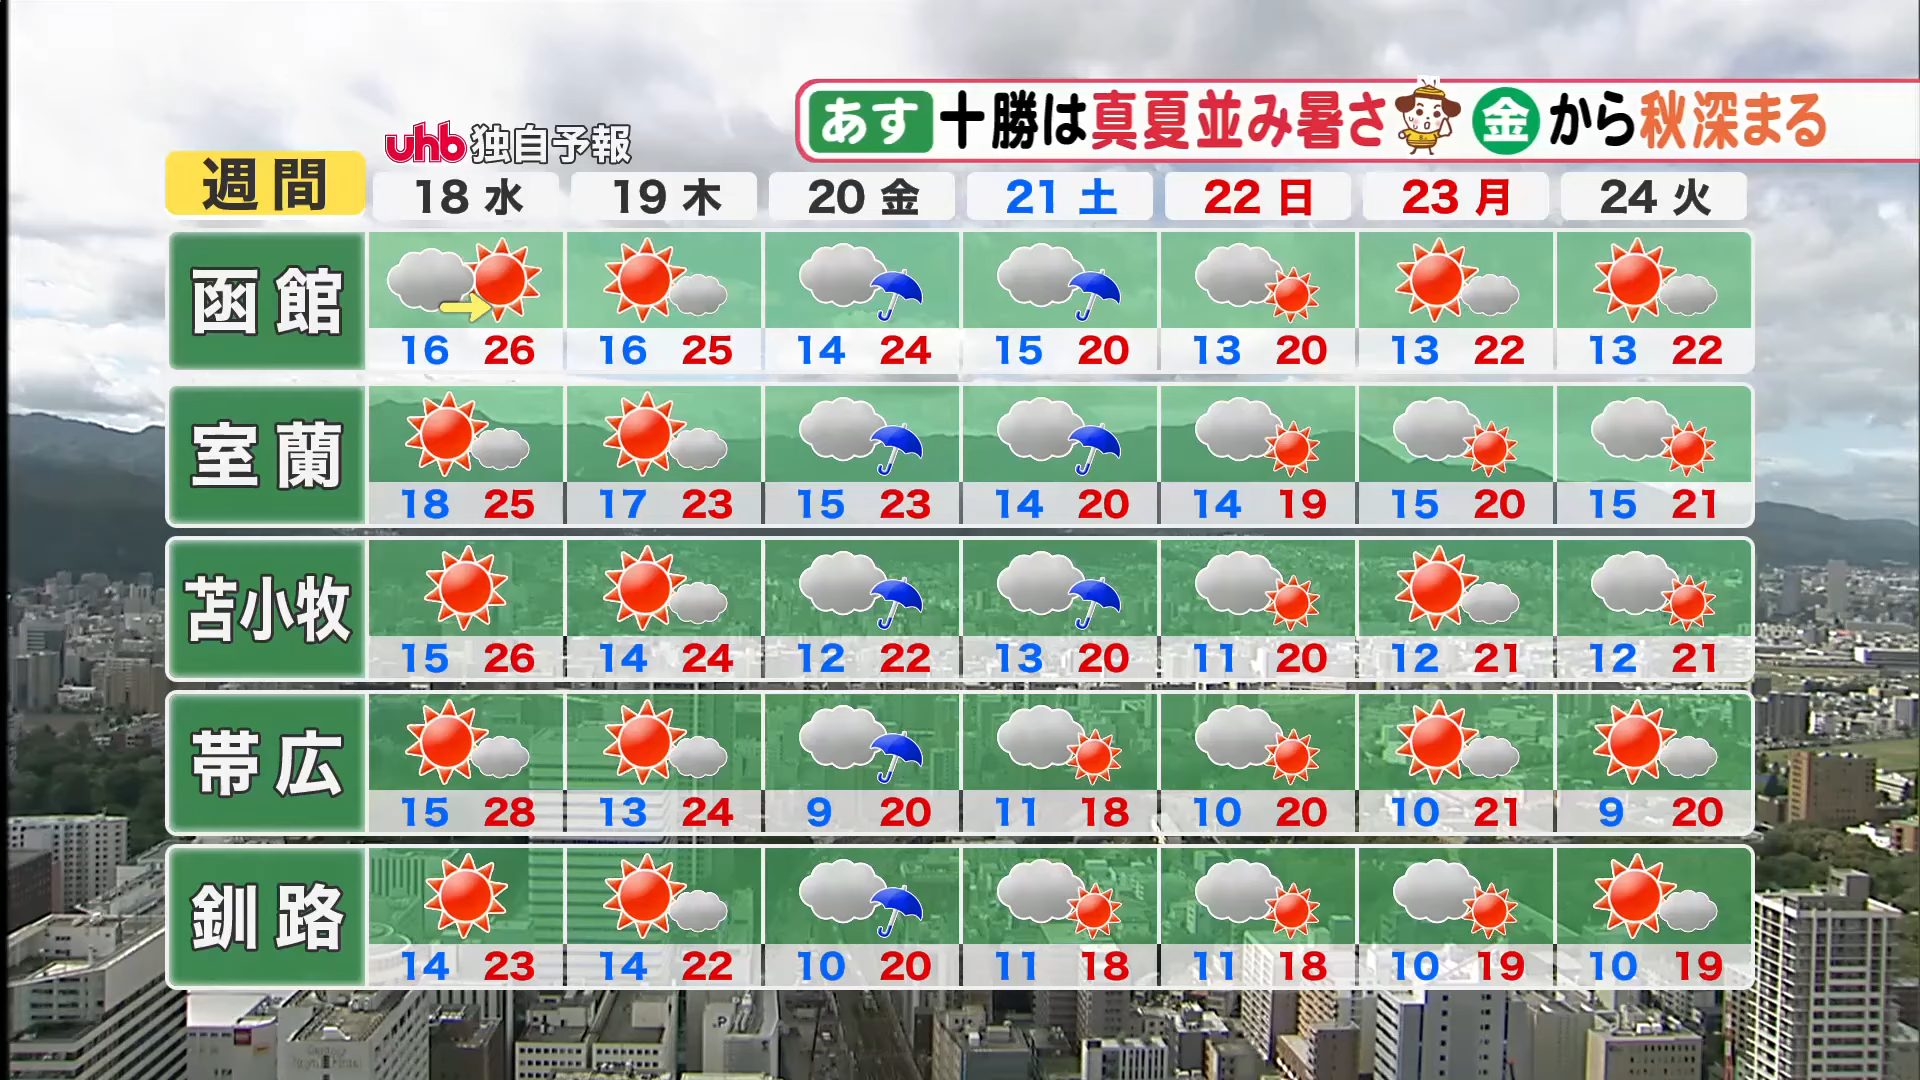 あす 十勝は真夏並み暑さ 金から秋深まる
uhb 独自予報
週間 18 水 19 木 20 金 21 土 22 日 23 月 24 火
函館 16 26 16 25 14 24 15 20 13 20 13 22 13 22
室蘭 18 25 17 23 15 23 14 20 14 19 15 20 15 21
苫小牧 15 26 14 24 12 22 13 20 11 20 12 21 12 21
帯広 15 28 13 24 9 20 11 18 10 20 10 21 9 20
釧路 14 23 14 22 10 20 11 18 11 18 10 19 10 19